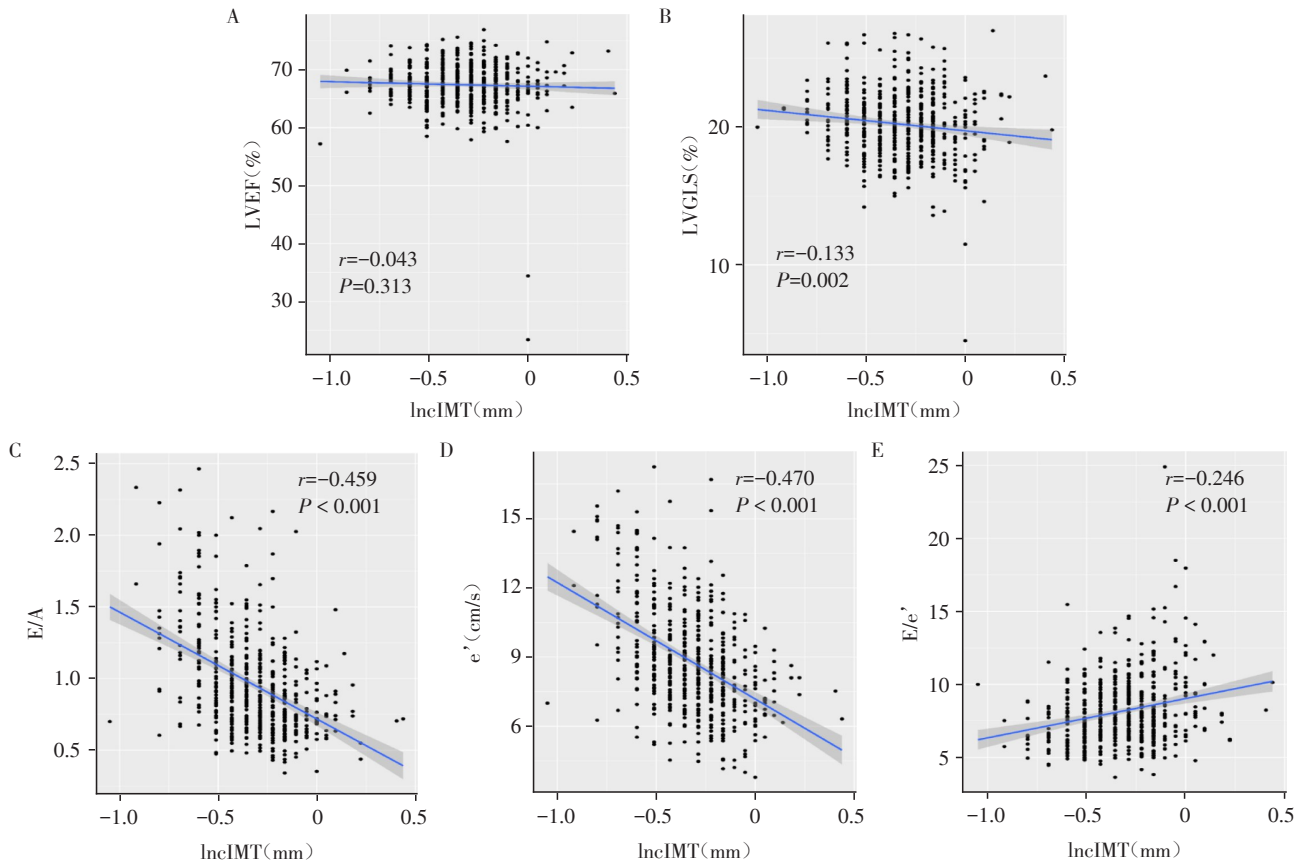 A
LVEF(%)
70
60
50
40
30
r=−0.043
P=0.313
−1.0
−0.5
0
0.5
lncIMT(mm)
B
LVGLS(%)
20
10
r=−0.133
P=0.002
−1.0
−0.5
0
0.5
lncIMT(mm)
C
E/A
2.5
2.0
1.5
1.0
0.5
r=−0.459
P < 0.001
−1.0
−0.5
0
0.5
lncIMT(mm)
D
e’(cm/s)
15
12
9
6
r=−0.470
P < 0.001
−1.0
−0.5
0
0.5
lncIMT(mm)
E
E/e’
25
20
15
10
5
r=−0.246
P < 0.001
−1.0
−0.5
0
0.5
lncIMT(mm)